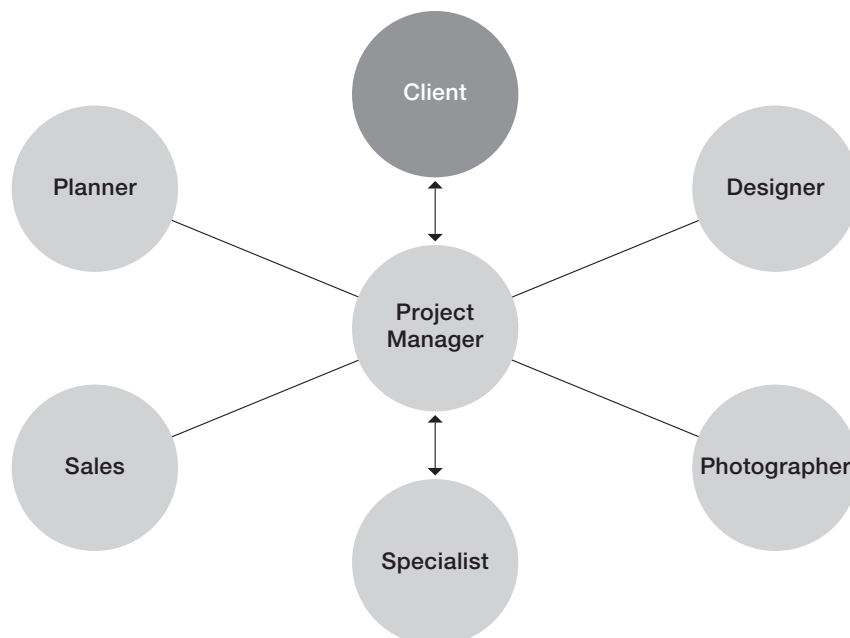 Client
Planner
Designer
Project
Manager
Sales
Photographer
Specialist